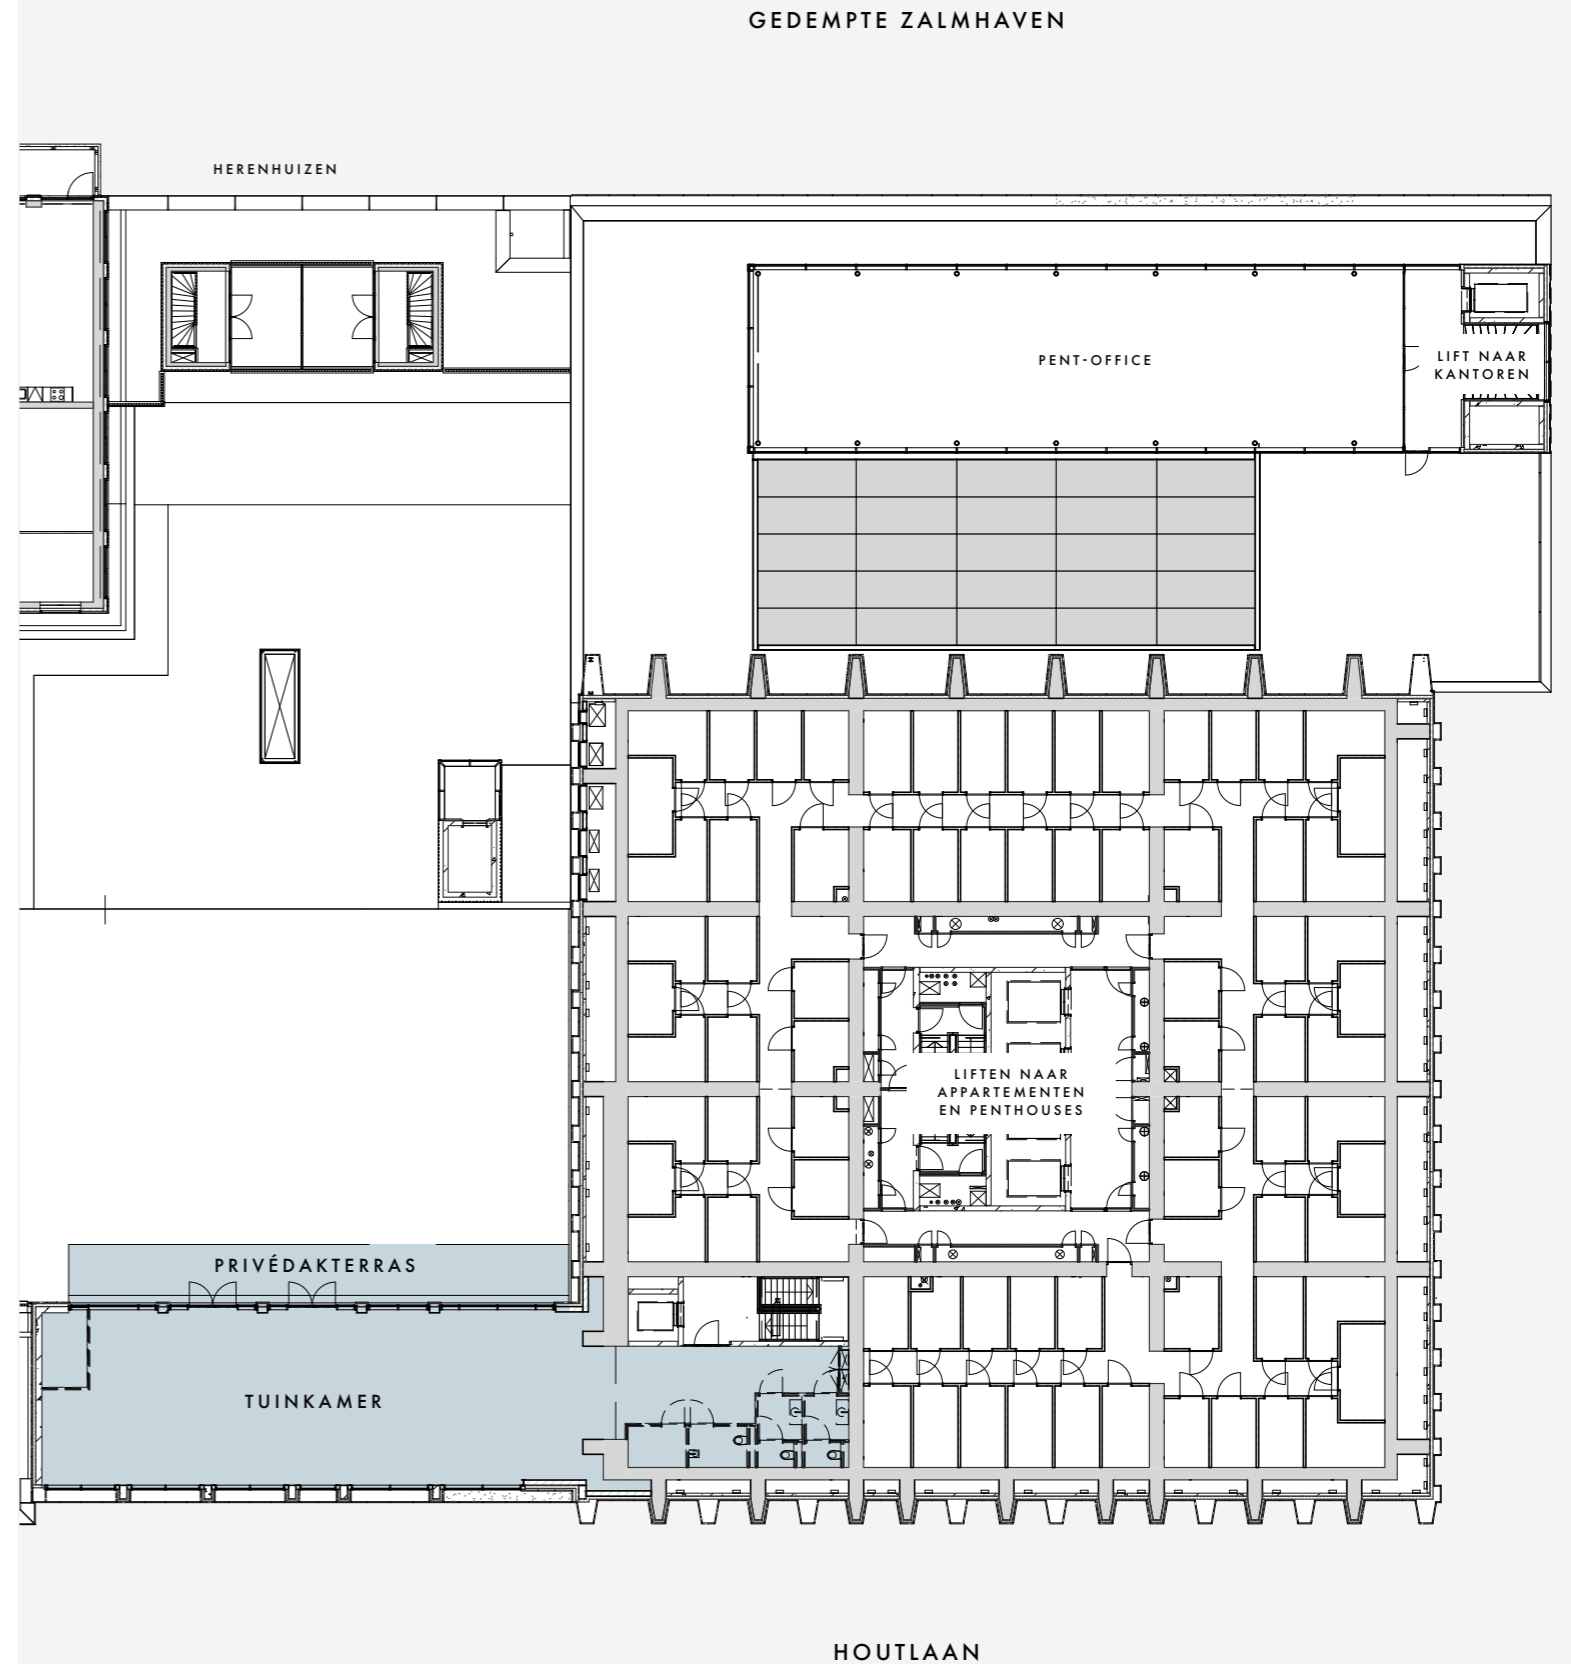 GEDEMPTE ZALMHAVEN
HERENHUIZEN
PENT-OFFICE
LIFT NAAR
KANTOREN
LIFTEN NAAR
APPARTEMENTEN
EN PENTHOUSES
PRIVÉDAKTERRAS
TUINKAMER
HOUTLAAN